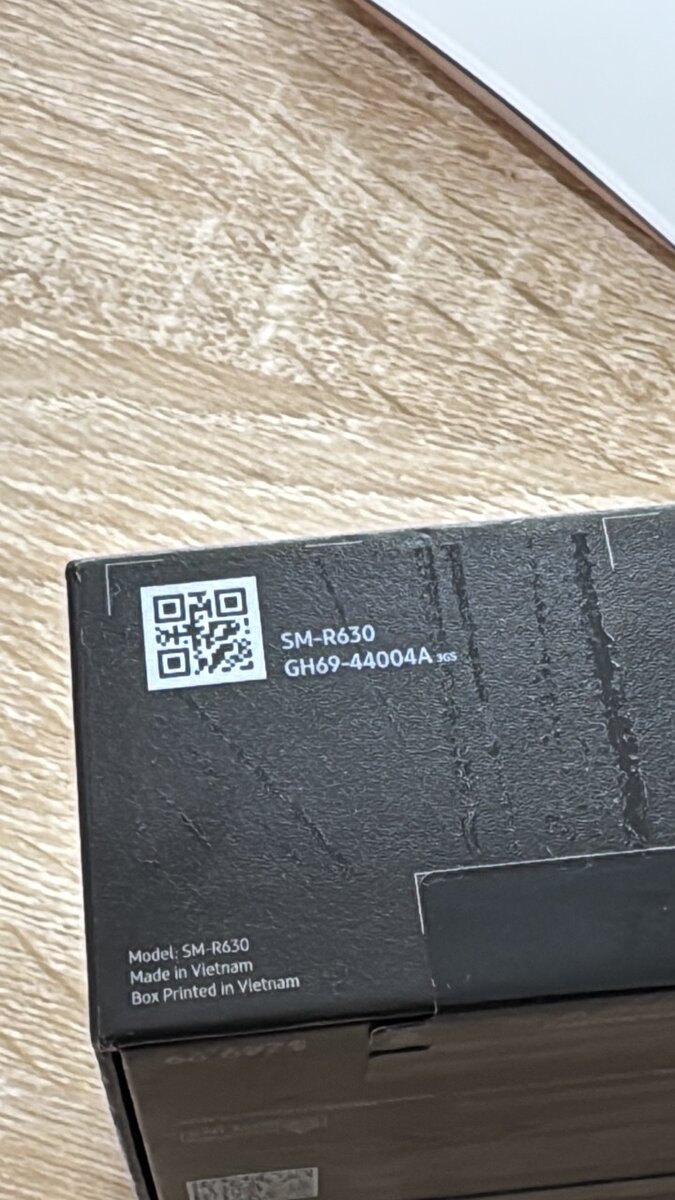 SM-R630
GH69-44004A 3GS
Model: SM-R630
Made in Vietnam
Box Printed in Vietnam